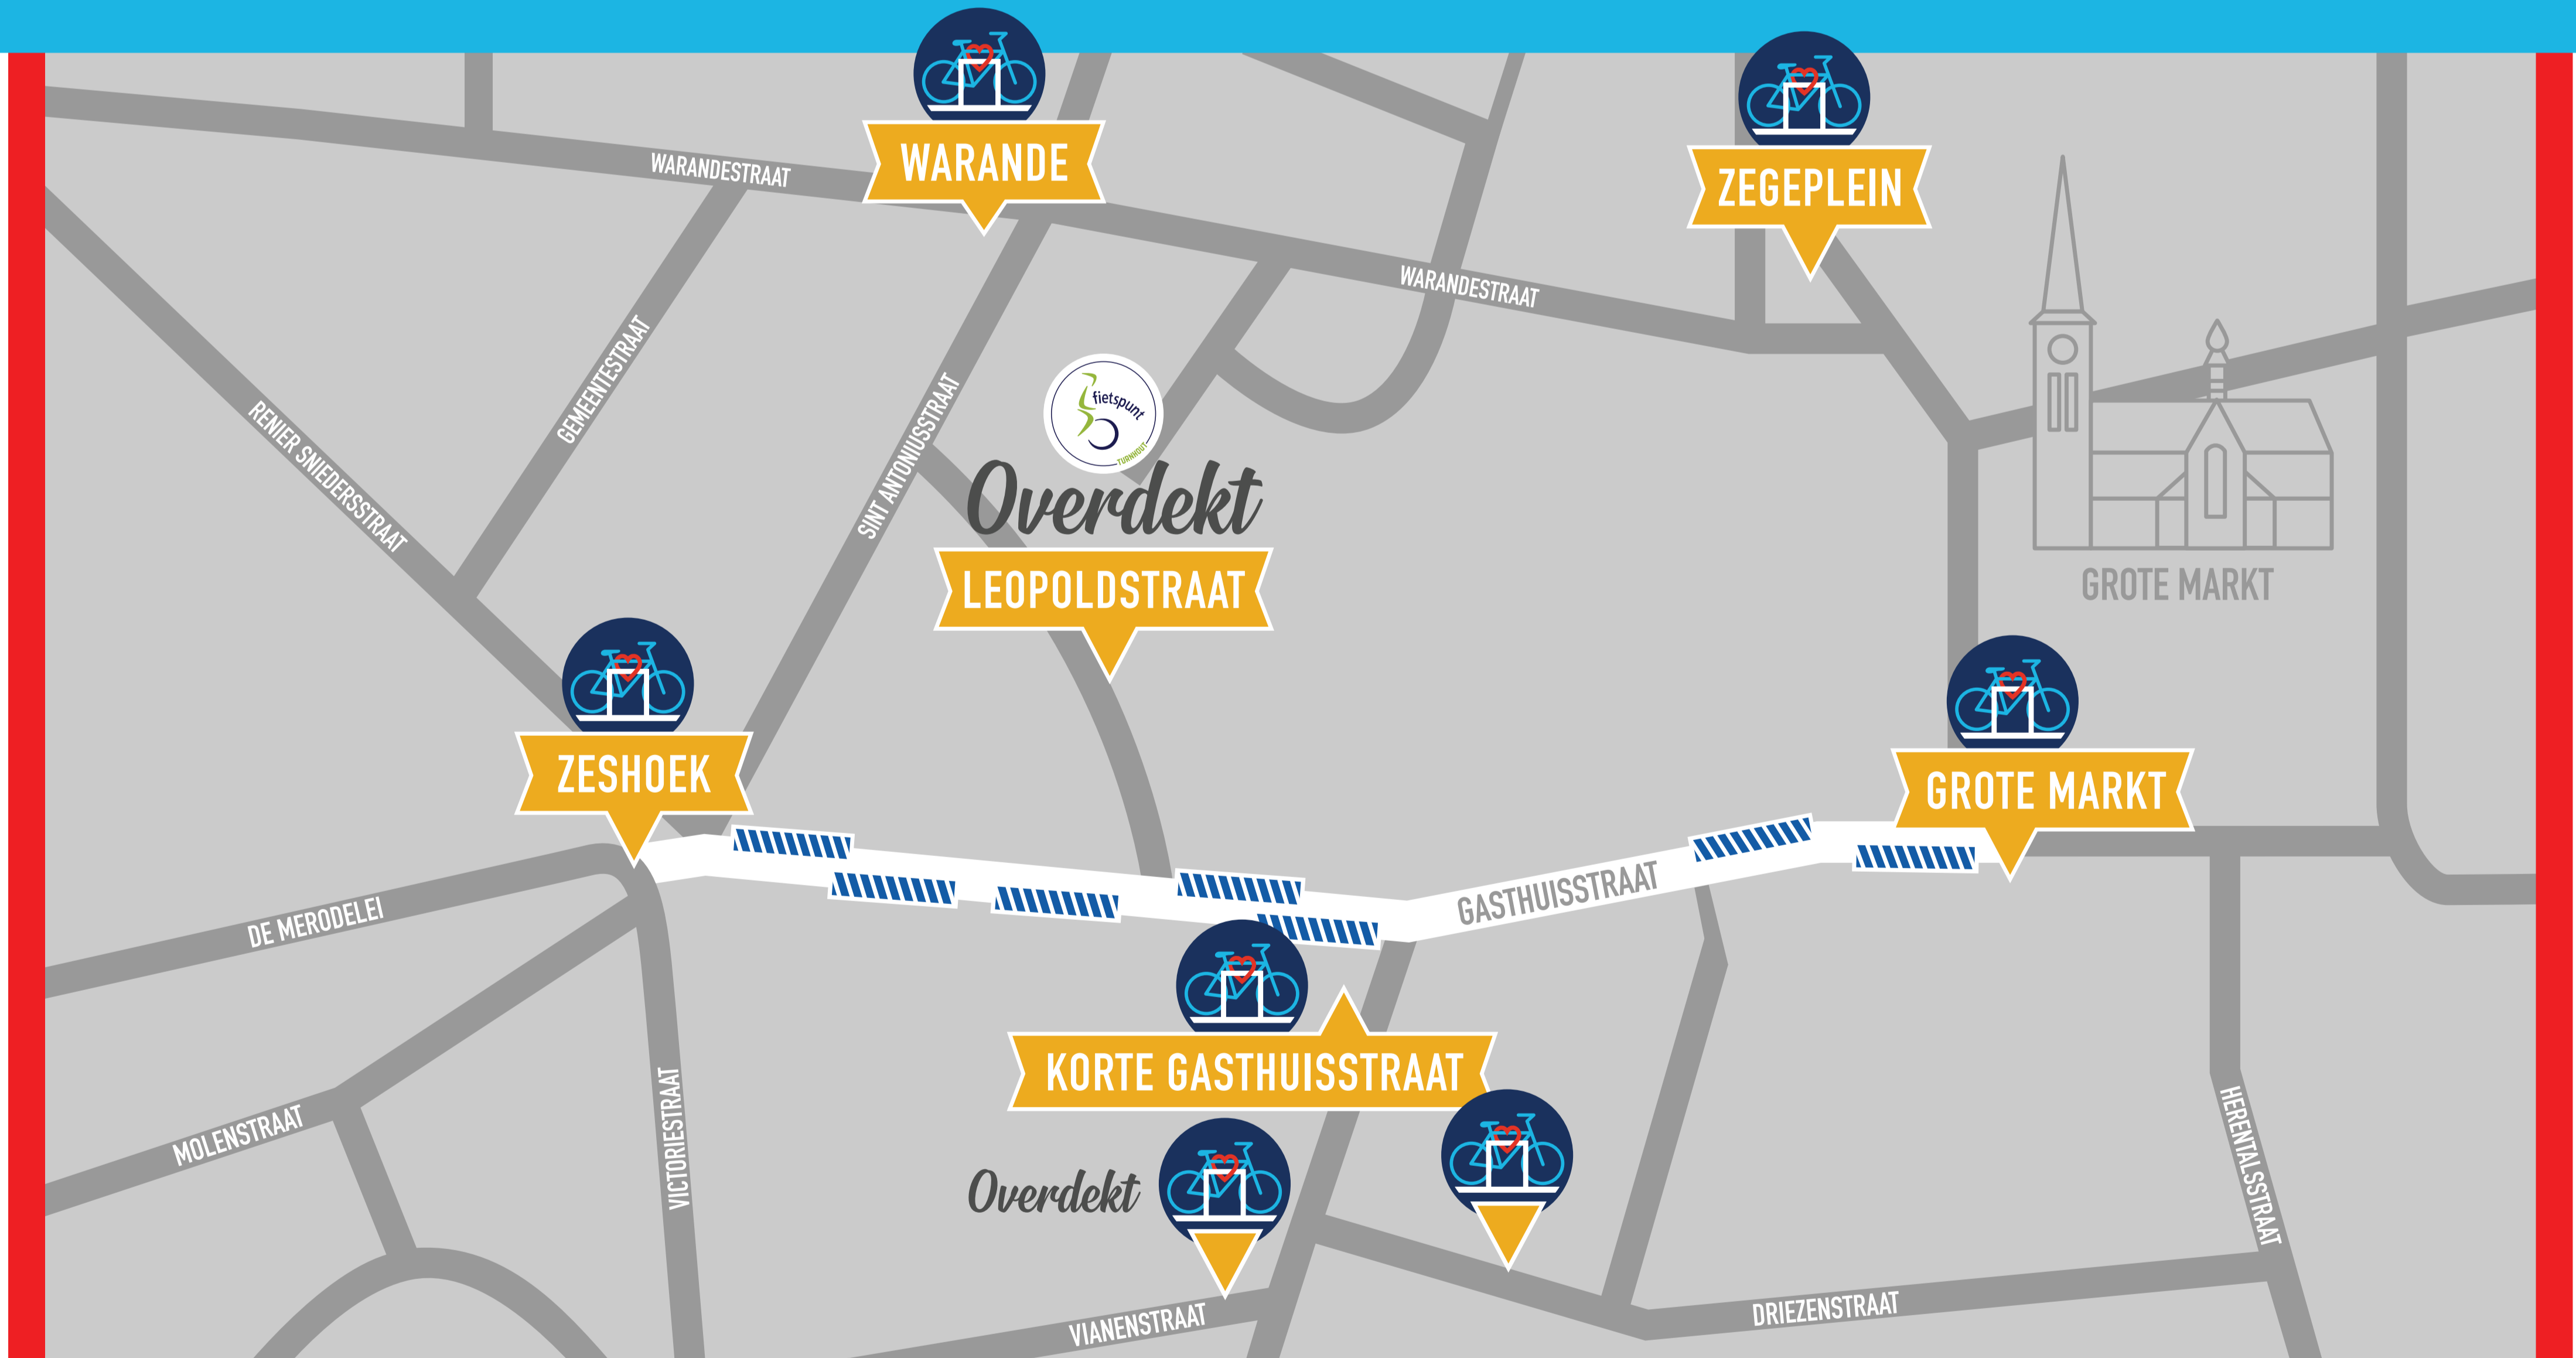 WARANDE
ZEGEPLEIN
WARANDESTRAAT
WARANDESTRAAT
GEMEENTESTRAAT
RENIER SNIEDERSSTRAAT
SINT ANTONIUSSTRAAT
fietspunt
TURNHOUT
Overdekt
LEOPOLDSTRAAT
GROTE MARKT
ZESHOEK
GROTE MARKT
GASTHUISSTRAAT
DE MERODELEI
KORTE GASTHUISSTRAAT
MOLENSTRAAT
VICTORIESTRAAT
Overdekt
HERENTALSSTRAAT
VIANENSTRAAT
DRIEZENSTRAAT